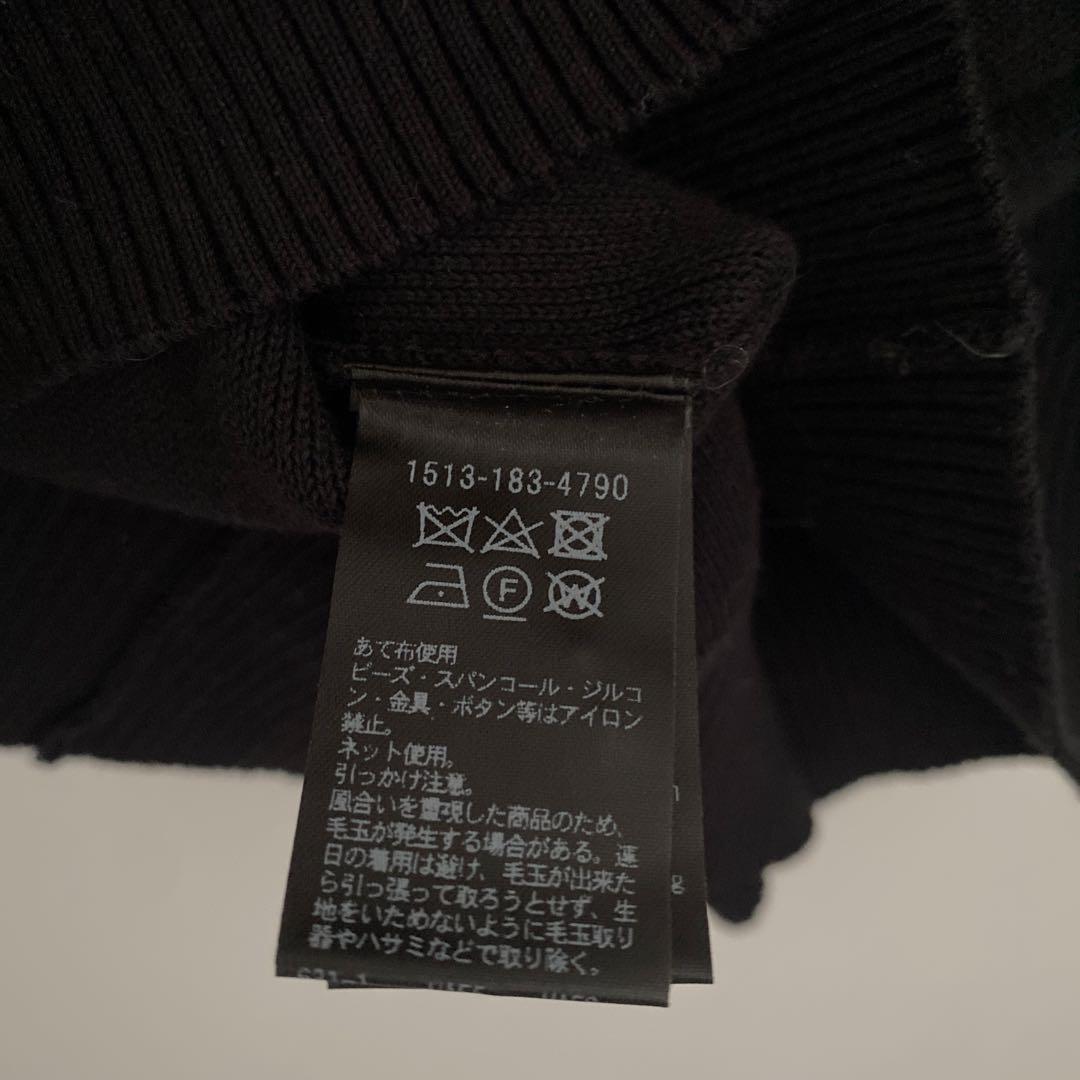 1513-183-4790
F W
あて布使用
ビーズ・スパンコール・ジルコ
ン・金具・ボタン等はアイロン
禁止。
ネット使用。
引っかけ注意。
風合いを重視した商品のため、
毛玉が発生する場合がある。連
日の着用は避け、毛玉が出来た
ら引っ張って取ろうとせず、生
地をいためないように毛玉取り
器やハサミなどで取り除く。
g